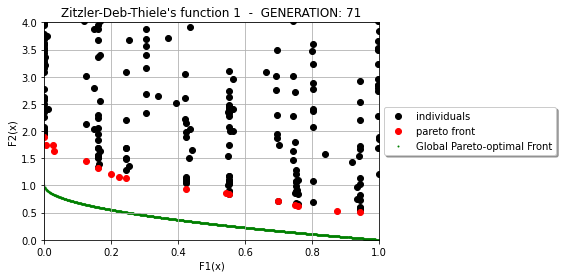 Zitzler-Deb-Thiele's function 1 - GENERATION: 71
4.0
3.5
3.0
2.5
2.0
1.5
1.0
0.5
0.0
F2(x)
0.0 0.2 0.4 0.6 0.8 1.0
F1(x)
individuals
pareto front
Global Pareto-optimal Front